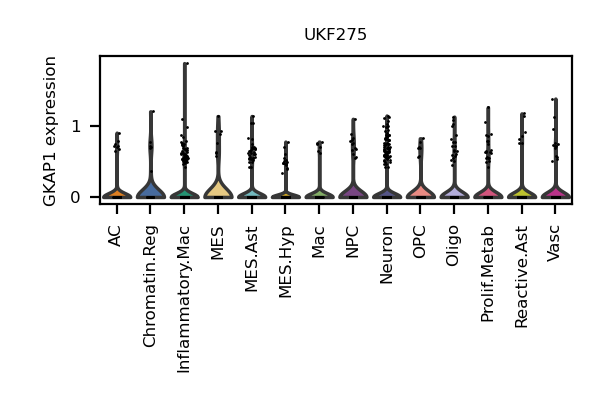 UKF275
GKAP1 expression
1
0
AC
Chromatin.Reg
Inflammatory.Mac
MES
MES.Ast
MES.Hyp
Mac
NPC
Neuron
OPC
Oligo
Prolif.Metab
Reactive.Ast
Vasc